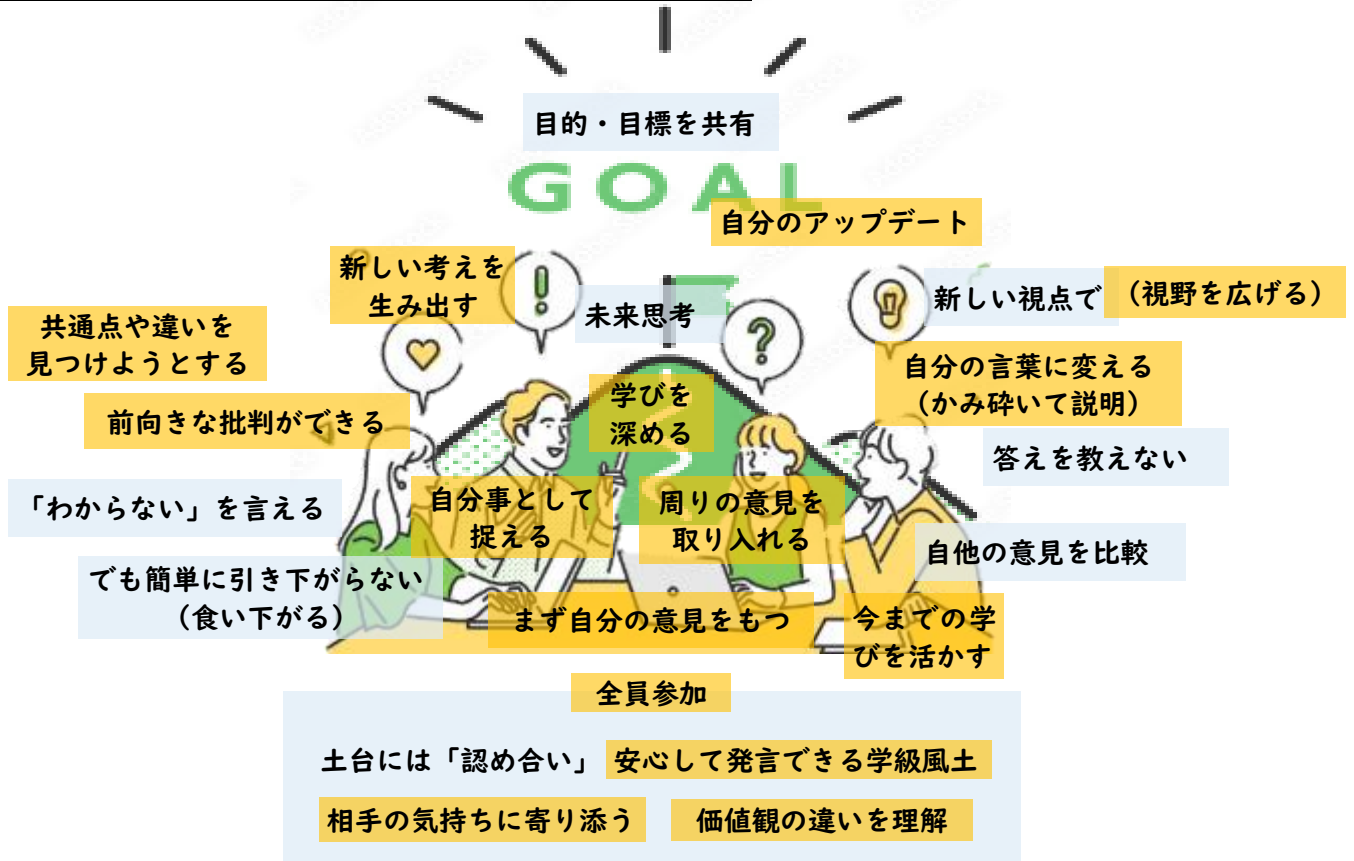 目的・目標を共有
GOAL
自分のアップデート
新しい考えを
生み出す
未来思考
新しい視点で
（視野を広げる）
共通点や違いを
見つけようとする
自分の言葉に変える
（かみ砕いて説明）
学びを
深める
前向きな批判ができる
答えを教えない
「わからない」を言える
自分事として
捉える
周りの意見を
取り入れる
自他の意見を比較
でも簡単に引き下がらない
（食い下がる）
まず自分の意見をもつ
今までの学
びを活かす
全員参加
土台には「認め合い」
安心して発言できる学級風土
相手の気持ちに寄り添う
価値観の違いを理解